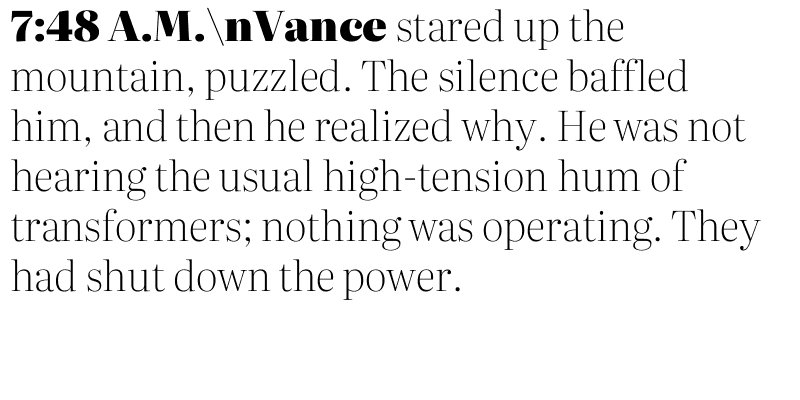 7:48 A.M.\nVance stared up the
mountain, puzzled. The silence baffled
him, and then he realized why. He was not
hearing the usual high-tension hum of
transformers; nothing was operating. They
had shut down the power.